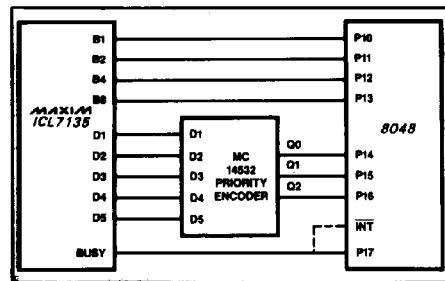 B1
B2
B4
B8
MAXIM
ICL7135
D1
D2
D3
D4
D5
BUSY
D1
D2
D3
D4
D5
MC
14532
PRIORITY
ENCODER
Q0
Q1
Q2
P10
P11
P12
P13
8048
P14
P15
P16
INT
P17